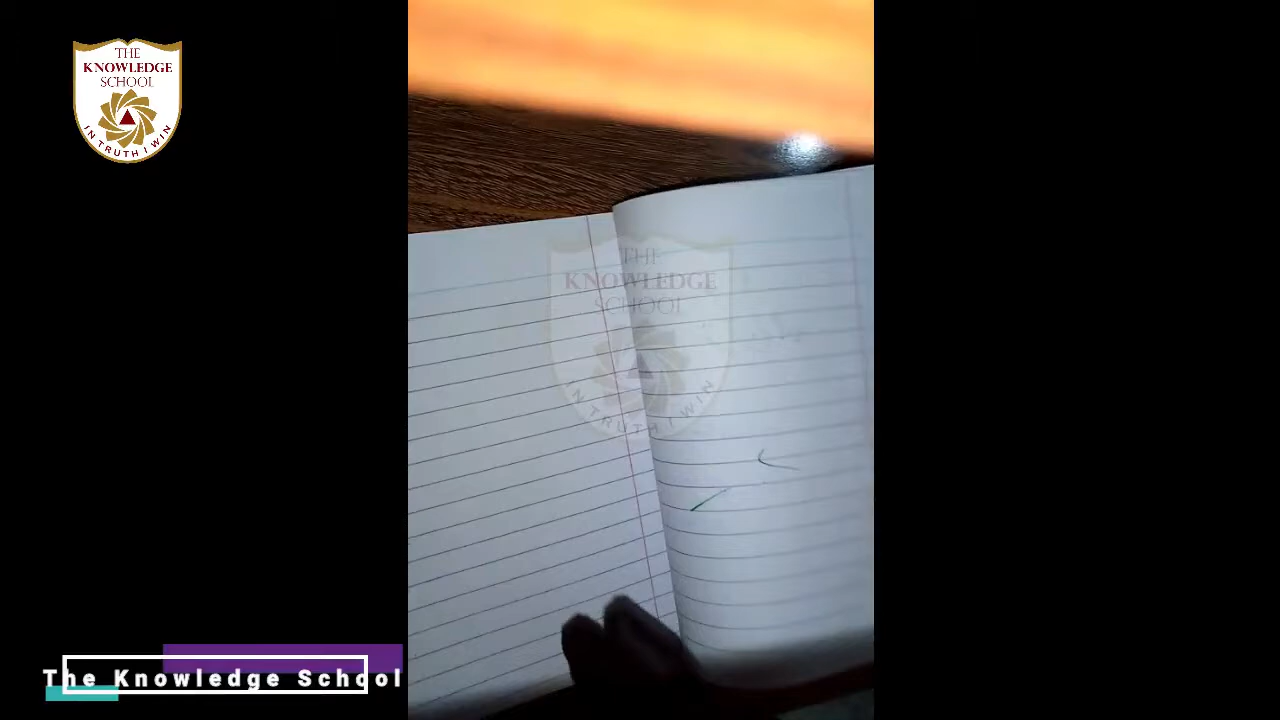 THE
KNOWLEDGE
SCHOOL
IN TRUTH I WIN
THE
KNOWLEDGE
SCHOOL
IN TRUTH I WIN
The Knowledge School